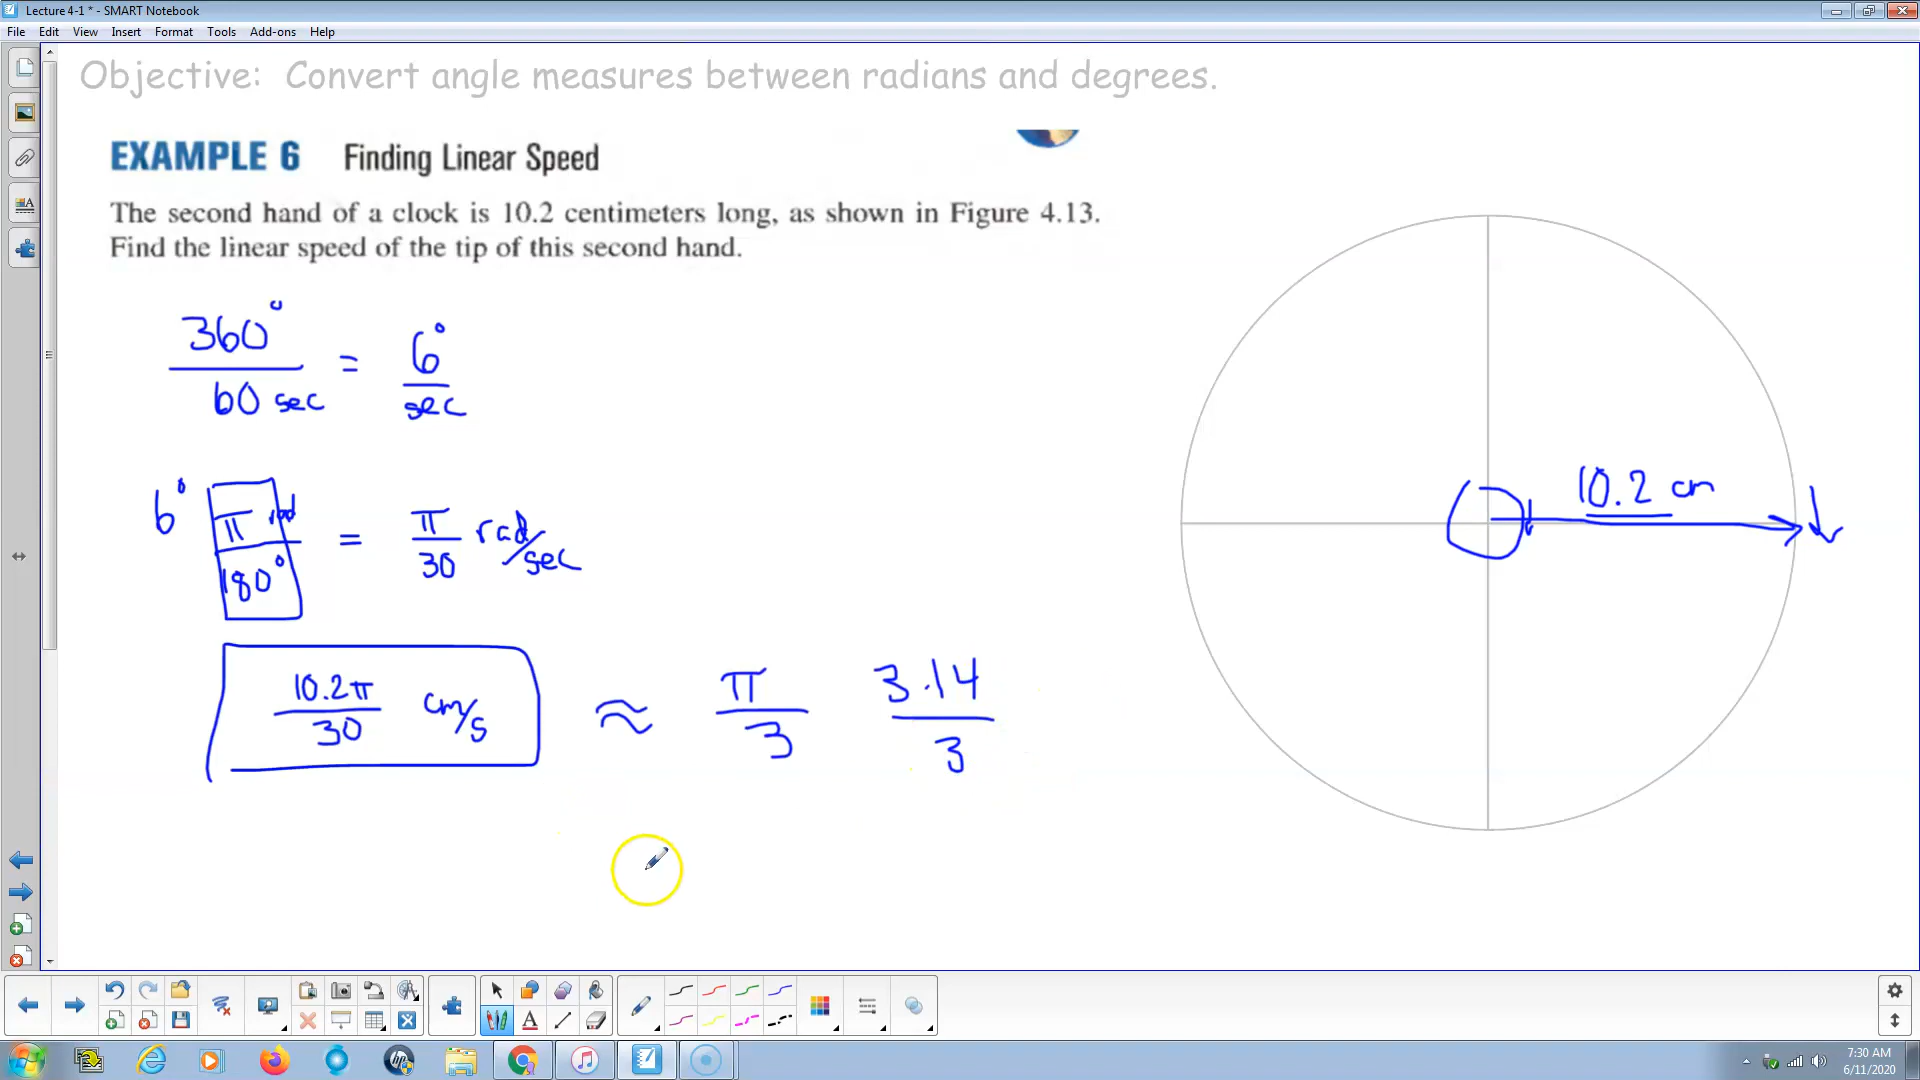 Lecture 4-1 * - SMART Notebook
File Edit View Insert Format Tools Add-ons Help
Objective: Convert angle measures between radians and degrees.
EXAMPLE 6 Finding Linear Speed
The second hand of a clock is 10.2 centimeters long, as shown in Figure 4.13.
Find the linear speed of the tip of this second hand.
360°
60 sec
=
6°
sec
6°
π rad
180°
=
π
30
rad/sec
10.2π
30
cm/s
≈
π
3
3.14
3
10.2 cm
7:30 AM
6/11/2020